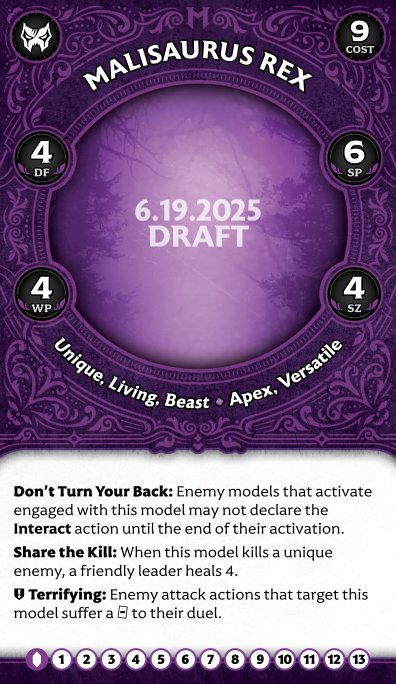 MALISAURUS REX
9
COST
4
DF
6
SP
6.19.2025
DRAFT
4
WP
4
SZ
Unique, Living, Beast ⬥ Apex, Versatile
Don't Turn Your Back: Enemy models that activate
engaged with this model may not declare the
Interact action until the end of their activation.
Share the Kill: When this model kills a unique
enemy, a friendly leader heals 4.
Terrifying: Enemy attack actions that target this
model suffer a to their duel.
1 2 3 4 5 6 7 8 9 10 11 12 13